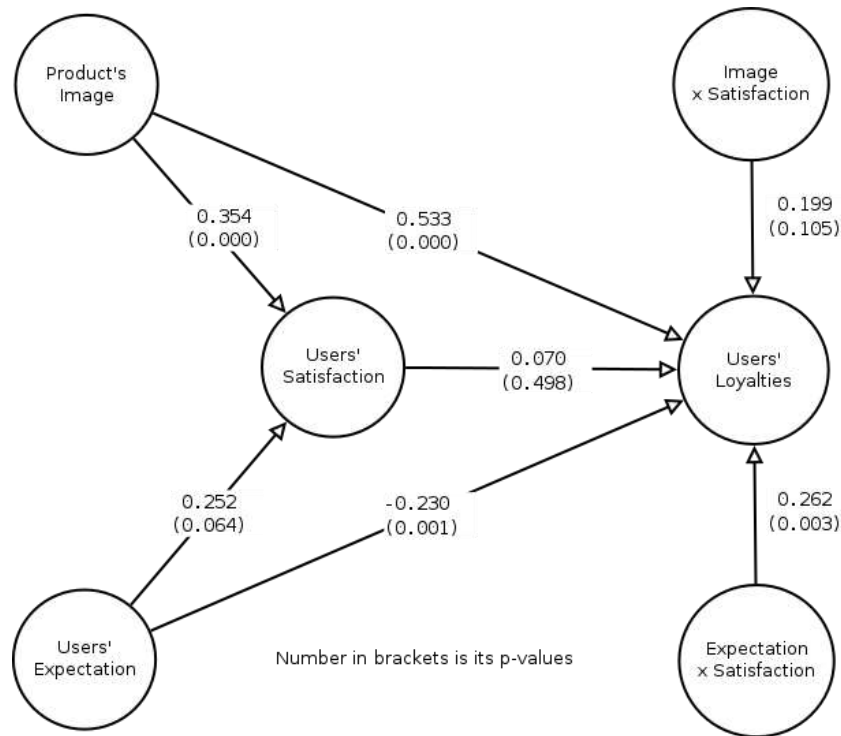 Product's
Image
Image
x Satisfaction
0.354
(0.000)
0.533
(0.000)
0.199
(0.105)
Users'
Satisfaction
0.070
(0.498)
Users'
Loyalties
0.252
(0.064)
-0.230
(0.001)
0.262
(0.003)
Users'
Expectation
Number in brackets is its p-values
Expectation
x Satisfaction